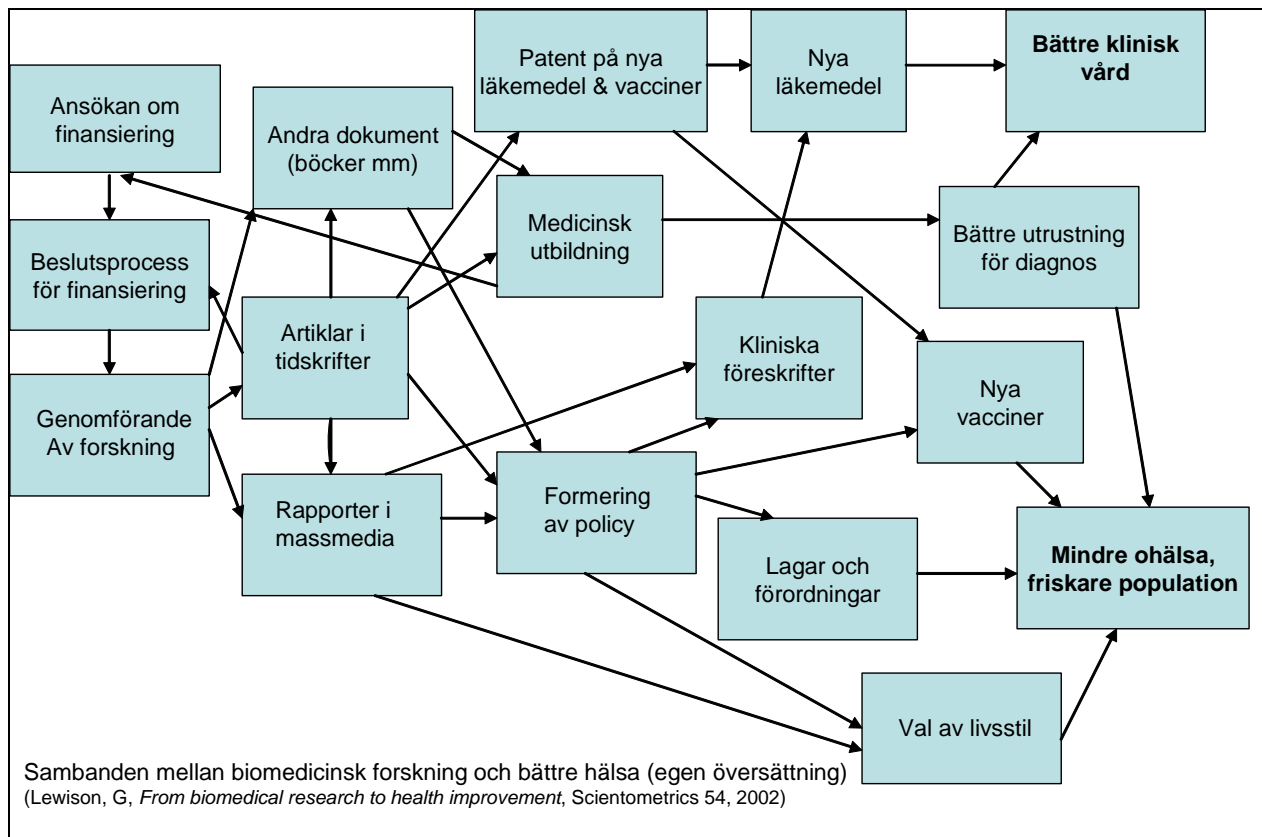 Ansökan om
finansiering
Beslutsprocess
för finansiering
Genomförande
Av forskning
Andra dokument
(böcker mm)
Artiklar i
tidskrifter
Rapporter i
massmedia
Patent på nya
läkemedel & vacciner
Medicinsk
utbildning
Formering
av policy
Nya
läkemedel
Kliniska
föreskrifter
Lagar och
förordningar
Bättre klinisk
vård
Bättre utrustning
för diagnos
Nya
vacciner
Mindre ohälsa,
friskare population
Val av livsstil
Sambanden mellan biomedicinsk forskning och bättre hälsa (egen översättning)
(Lewison, G, From biomedical research to health improvement, Scientometrics 54, 2002)